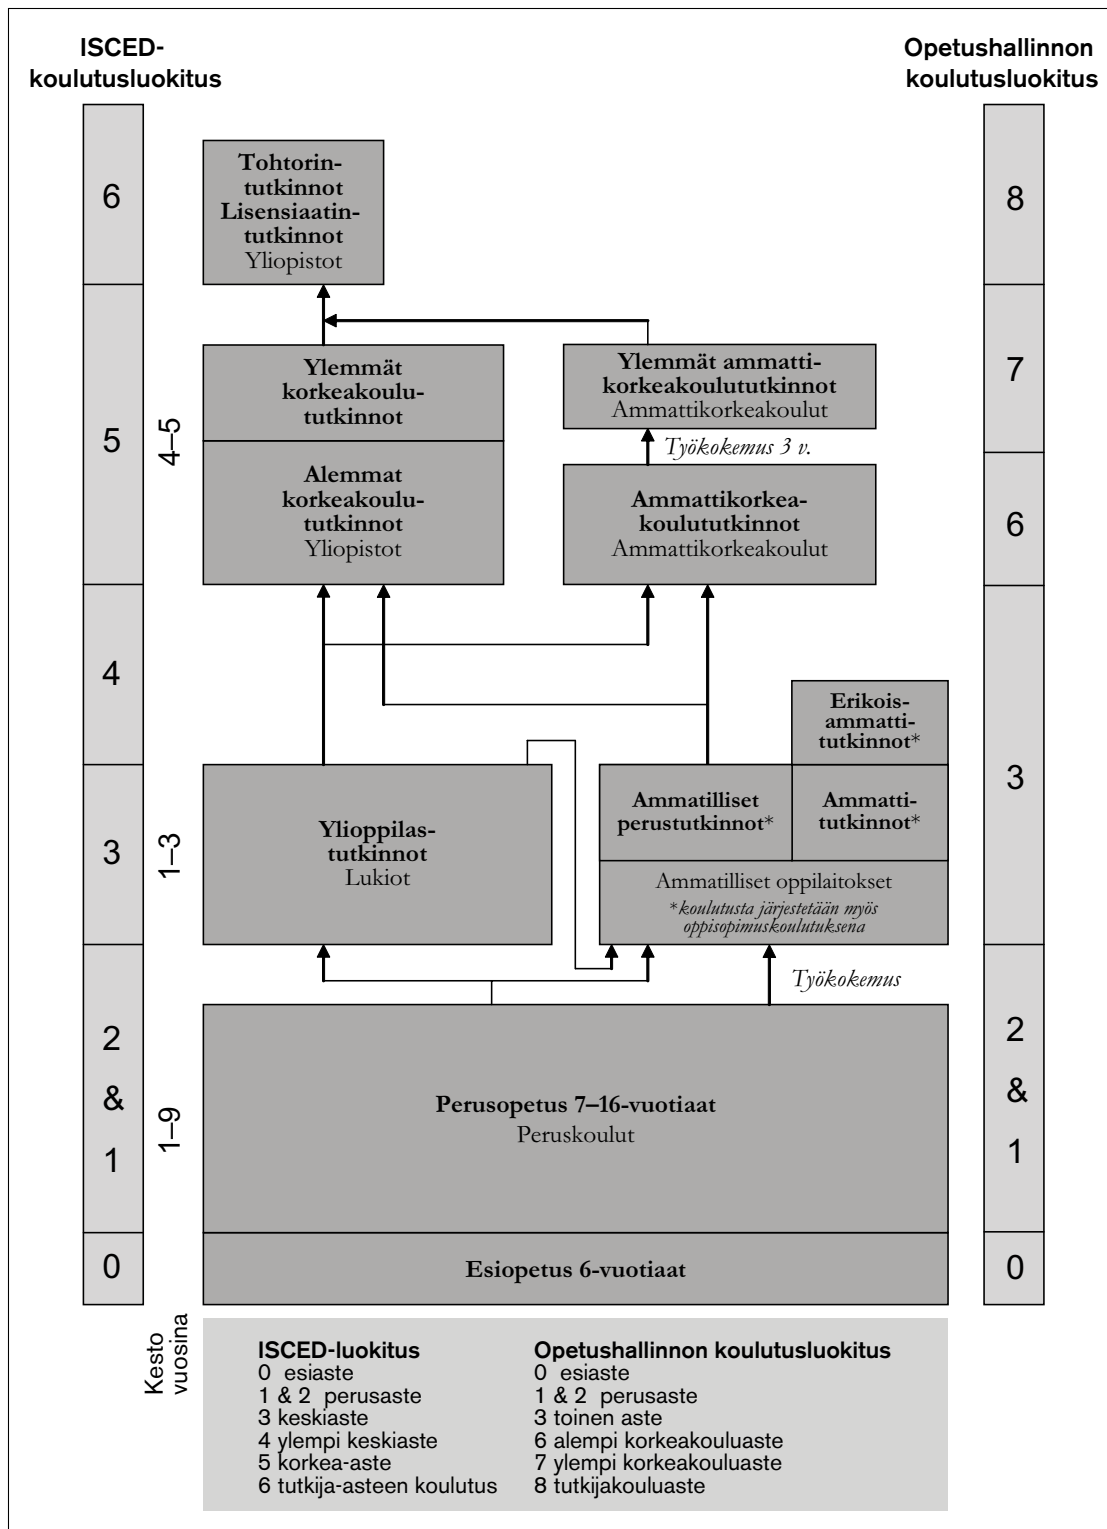 ISCED-
koulutusluokitus
Opetushallinnon
koulutusluokitus
6
5
4
3
2
&
1
0
4–5
1–3
1–9
Kesto
vuosina
Tohtorin-
tutkinnot
Lisensiaatin-
tutkinnot
Yliopistot
Ylemmät
korkeakoulu-
tutkinnot
Alemmat
korkeakoulu-
tutkinnot
Yliopistot
Ylemmät ammatti-
korkeakoulututkinnot
Ammattikorkeakoulut
Työkokemus 3 v.
Ammattikorkea-
koulututkinnot
Ammattikorkeakoulut
Erikois-
ammatti-
tutkinnot*
Ylioppilas-
tutkinnot
Lukiot
Ammatilliset
perustutkinnot*
Ammatti-
tutkinnot*
Ammatilliset oppilaitokset
*koulutusta järjestetään myös
oppisopimuskoulutuksena
Työkokemus
Perusopetus 7–16-vuotiaat
Peruskoulut
Esiopetus 6-vuotiaat
8
7
6
3
2
&
1
0
ISCED-luokitus
0 esiaste
1 & 2 perusaste
3 keskiaste
4 ylempi keskiaste
5 korkea-aste
6 tutkija-asteen koulutus
Opetushallinnon koulutusluokitus
0 esiaste
1 & 2 perusaste
3 toinen aste
6 alempi korkeakouluaste
7 ylempi korkeakouluaste
8 tutkijakouluaste